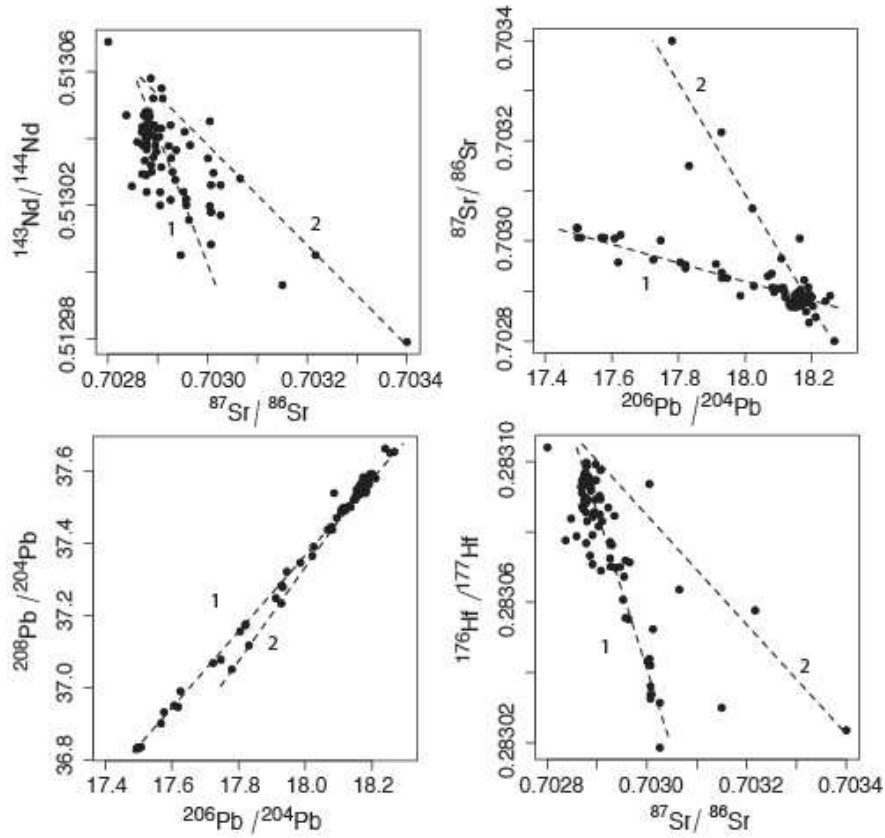 0.51298 0.51302 0.51306
143Nd/ 144Nd
1
2
0.7028 0.7030 0.7032 0.7034
87Sr/ 86Sr
0.7028 0.7030 0.7032 0.7034
87Sr/ 86Sr
2
1
17.4 17.6 17.8 18.0 18.2
206Pb /204Pb
36.8 37.0 37.2 37.4 37.6
208Pb /204Pb
1
2
17.4 17.6 17.8 18.0 18.2
206Pb /204Pb
0.28302 0.28306 0.28310
176Hf /177Hf
1
2
0.7028 0.7030 0.7032 0.7034
87Sr/ 86Sr